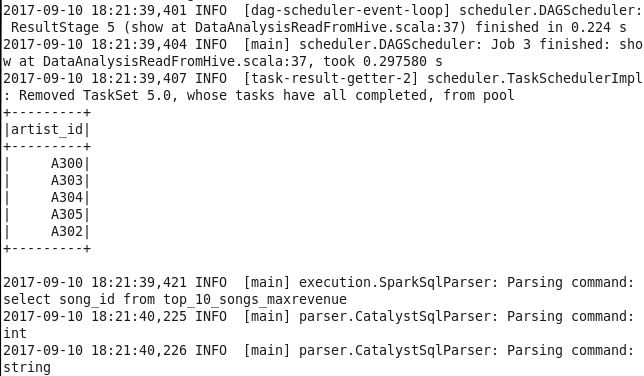 2017-09-10 18:21:39,401 INFO  [dag-scheduler-event-loop] scheduler.DAGScheduler:
 ResultStage 5 (show at DataAnalysisReadFromHive.scala:37) finished in 0.224 s
2017-09-10 18:21:39,404 INFO  [main] scheduler.DAGScheduler: Job 3 finished: sho
w at DataAnalysisReadFromHive.scala:37, took 0.297580 s
2017-09-10 18:21:39,407 INFO  [task-result-getter-2] scheduler.TaskSchedulerImpl
: Removed TaskSet 5.0, whose tasks have all completed, from pool
+---------+
|artist_id|
+---------+
|     A300|
|     A303|
|     A304|
|     A305|
|     A302|
+---------+
2017-09-10 18:21:39,421 INFO  [main] execution.SparkSqlParser: Parsing command:
select song_id from top_10_songs_maxrevenue
2017-09-10 18:21:40,225 INFO  [main] parser.CatalystSqlParser: Parsing command:
int
2017-09-10 18:21:40,226 INFO  [main] parser.CatalystSqlParser: Parsing command:
string